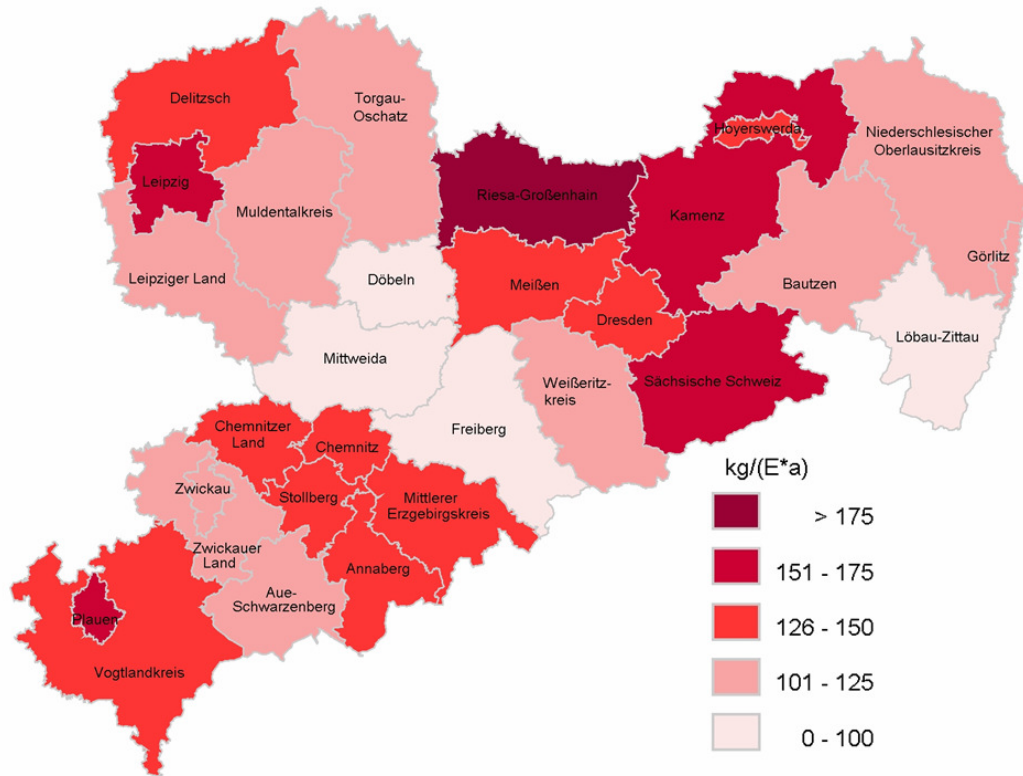 Delitzsch
Torgau-
Oschatz
Hoyerswerda
Niederschlesischer
Oberlausitzkreis
Leipzig
Riesa-Großenhain
Muldentalkreis
Kamenz
Görlitz
Leipziger Land
Döbeln
Meißen
Bautzen
Dresden
Löbau-Zittau
Mittweida
Weißeritz-
kreis
Sächsische Schweiz
Chemnitzer
Land
Chemnitz
Freiberg
Zwickau
Stollberg
Mittlerer
Erzgebirgskreis
Zwickauer
Land
Annaberg
Aue-
Schwarzenberg
Plauen
Vogtlandkreis
kg/(E*a)
> 175
151 - 175
126 - 150
101 - 125
0 - 100